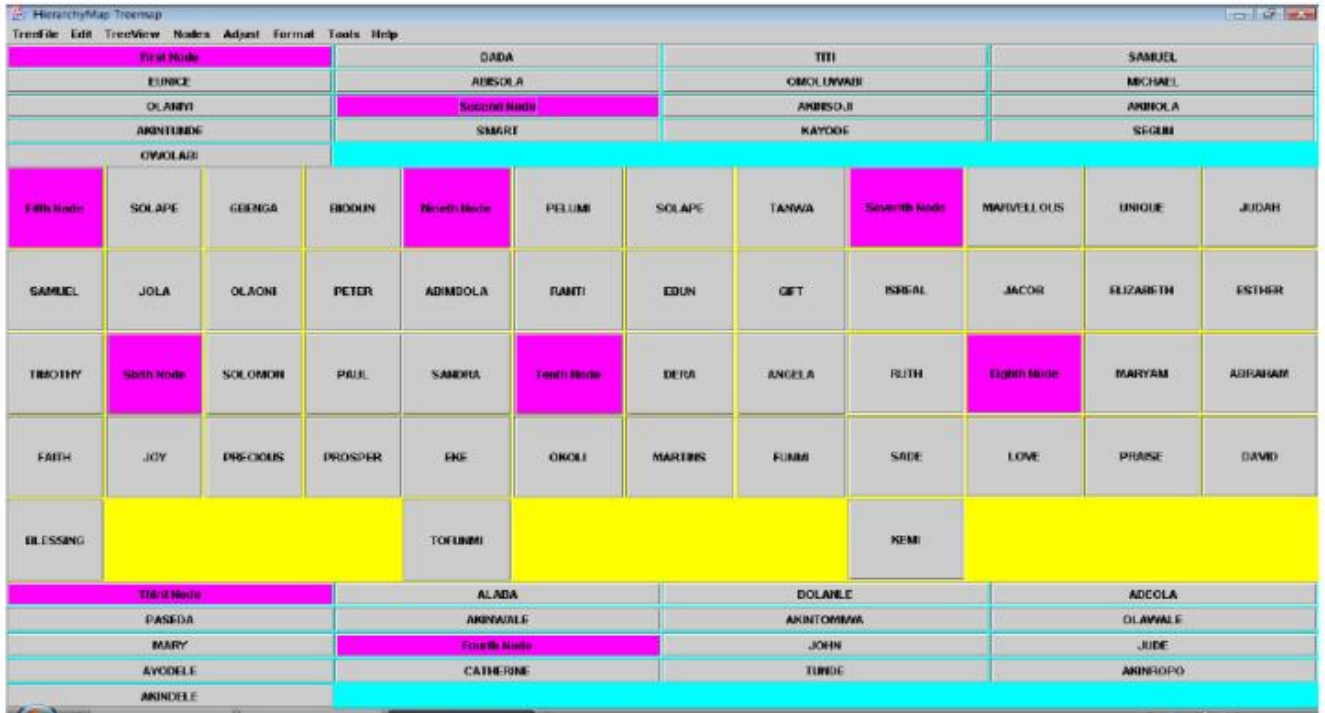 HierarchyMap Treemap
TreeFile Edit TreeView Nodes Adjust Format Tools Help
First Node DADA TITI SAMUEL
EUNICE ABISOLA OMOLUWABI MICHAEL
OLANIYI Second Node AKINSOJI AKINOLA
AKINTUNDE SMART KAYODE SEGUN
OWOLABI
Fifth Node SOLAPE GBENGA BIODUN Nineth Node PELUMI SOLAPE TANWA Seventh Node MARVELLOUS UNIQUE JUDAH
SAMUEL JOLA OLAONI PETER ABIMBOLA RANTI EBUN GIFT ISREAL JACOB ELIZABETH ESTHER
TIMOTHY Sixth Node SOLOMON PAUL SANDRA Tenth Node DERA ANGELA RUTH Eighth Node MARYAM ABRAHAM
FAITH JOY PRECIOUS PROSPER EKE OKOLI MARTINS FUNMI SADE LOVE PRAISE DAVID
BLESSING TOFUNMI KEMI
Third Node ALABA BOLANLE ADEOLA
PASEDA AKINWALE AKINTOMIWA OLAWALE
MARY Fourth Node JOHN JUDE
AYODELE CATHERINE TUNDE AKINROPO
AKINDELE